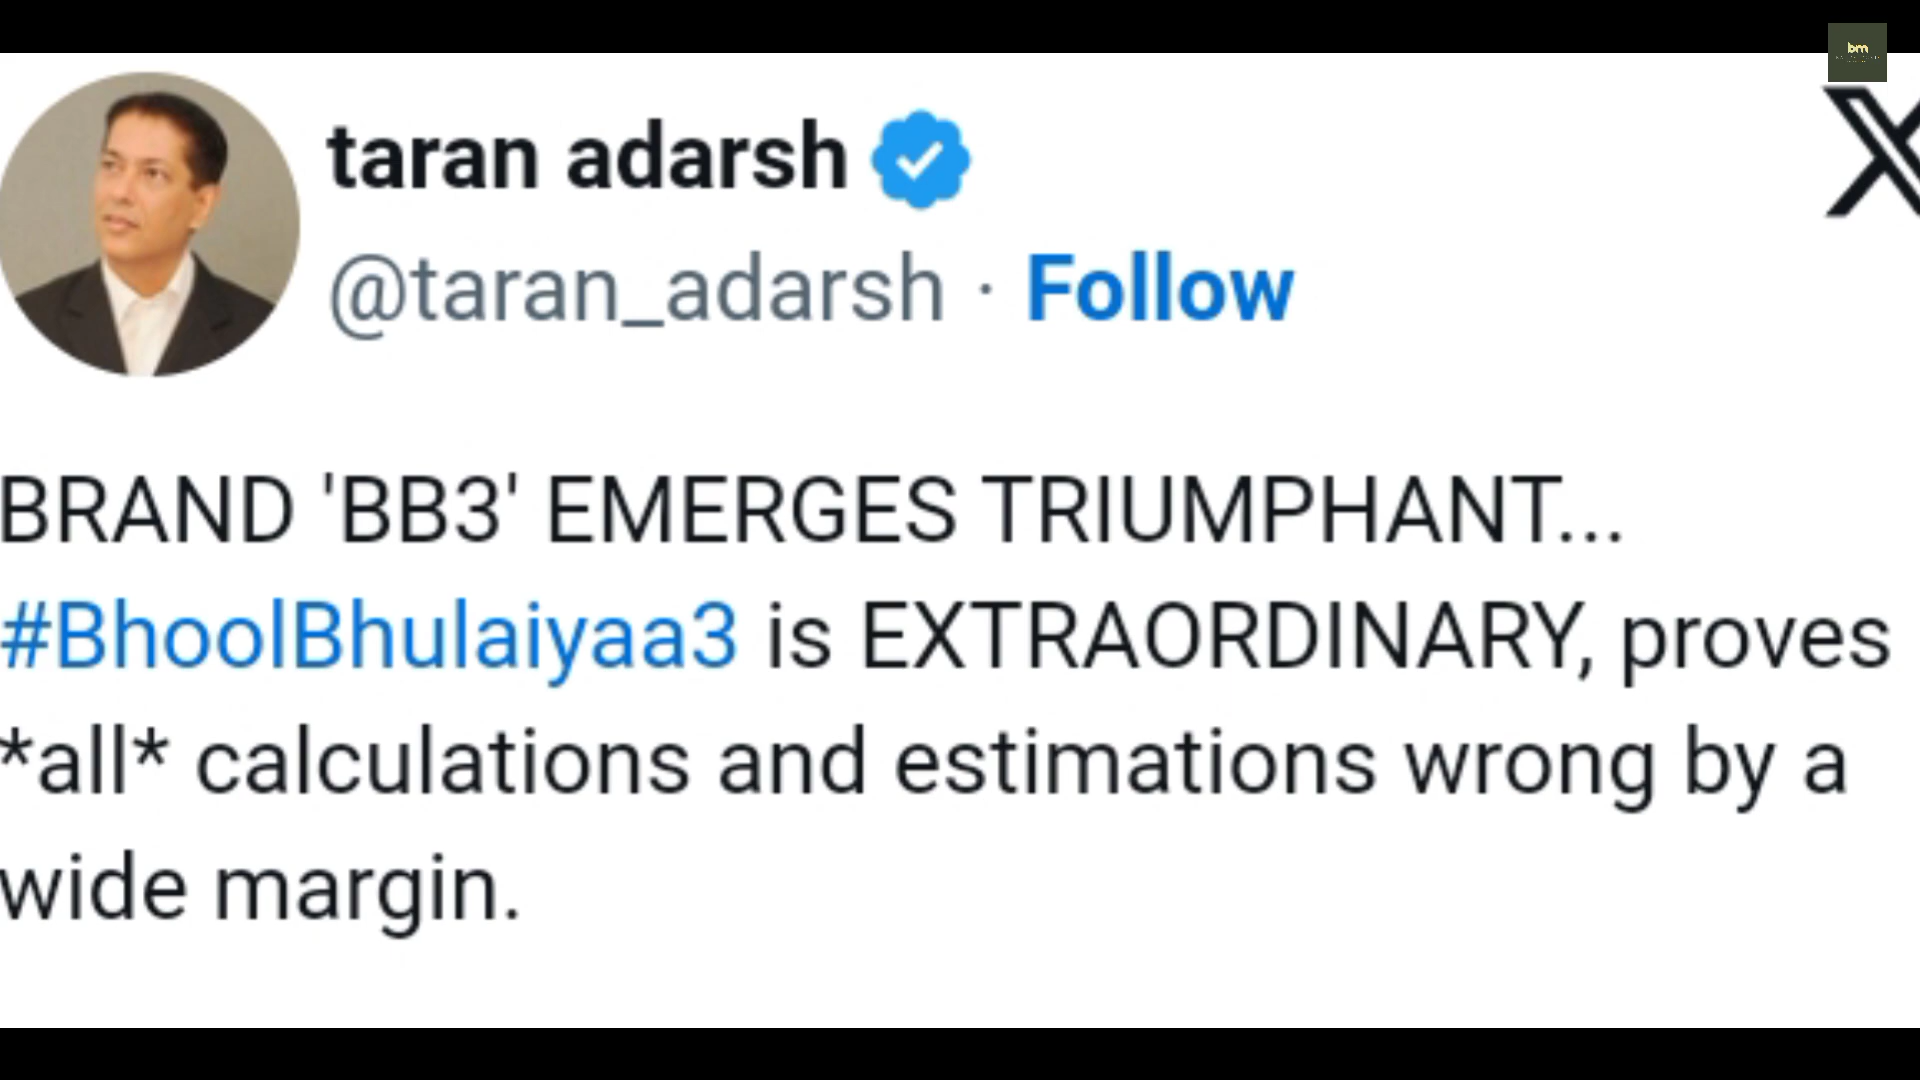 bm
taran adarsh
@taran_adarsh · Follow
BRAND 'BB3' EMERGES TRIUMPHANT...
#BhoolBhulaiyaa3 is EXTRAORDINARY, proves
*all* calculations and estimations wrong by a
wide margin.